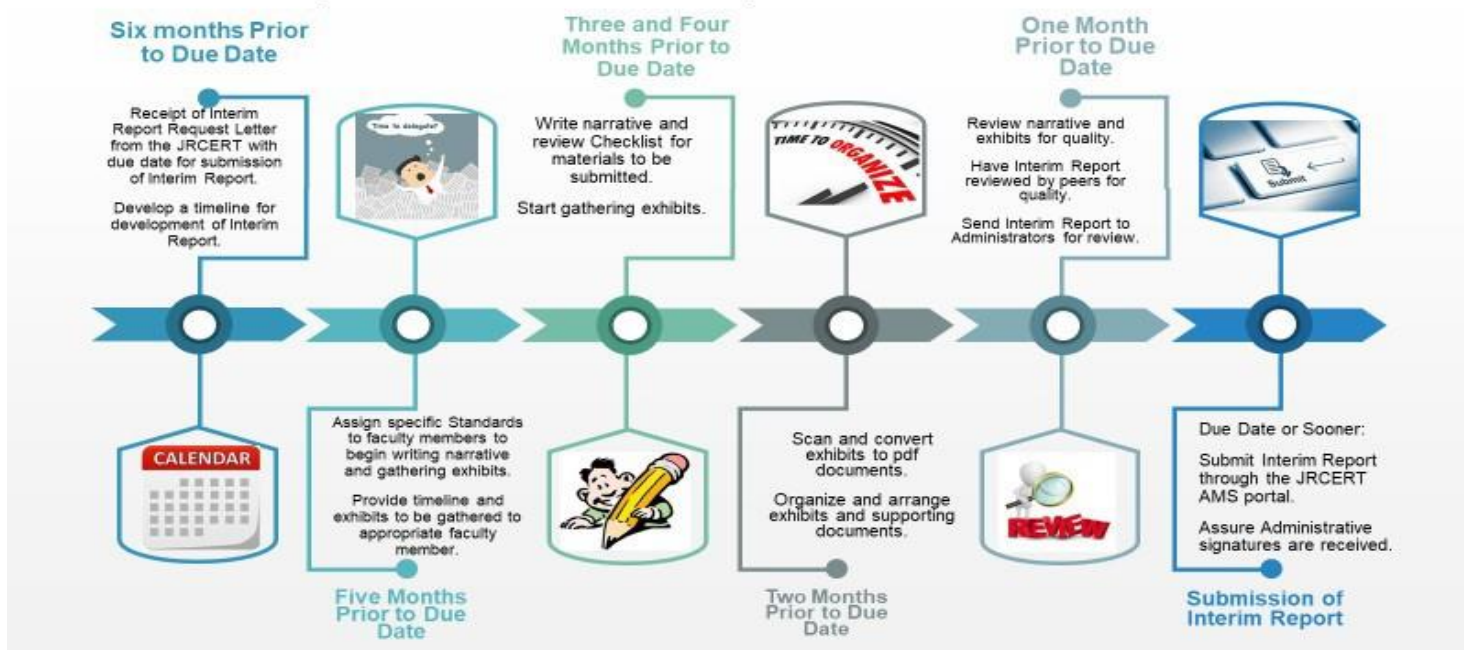 Six months Prior
to Due Date
Receipt of Interim
Report Request Letter
from the JRCERT with
due date for submission
of Interim Report.
Develop a timeline for
development of Interim
Report.
CALENDAR
Time to delegate!
Assign specific Standards
to faculty members to
begin writing narrative
and gathering exhibits.
Provide timeline and
exhibits to be gathered to
appropriate faculty
member.
Five Months
Prior to Due
Date
Three and Four
Months Prior to
Due Date
Write narrative and
review Checklist for
materials to be
submitted.
Start gathering exhibits.
TIME TO ORGANIZE
Scan and convert
exhibits to pdf
documents.
Organize and arrange
exhibits and supporting
documents.
Two Months
Prior to Due
Date
One Month
Prior to Due
Date
Review narrative and
exhibits for quality.
Have Interim Report
reviewed by peers for
quality.
Send Interim Report to
Administrators for review.
REVIEW
Submit
Due Date or Sooner:
Submit Interim Report
through the JRCERT
AMS portal.
Assure Administrative
signatures are received.
Submission of
Interim Report